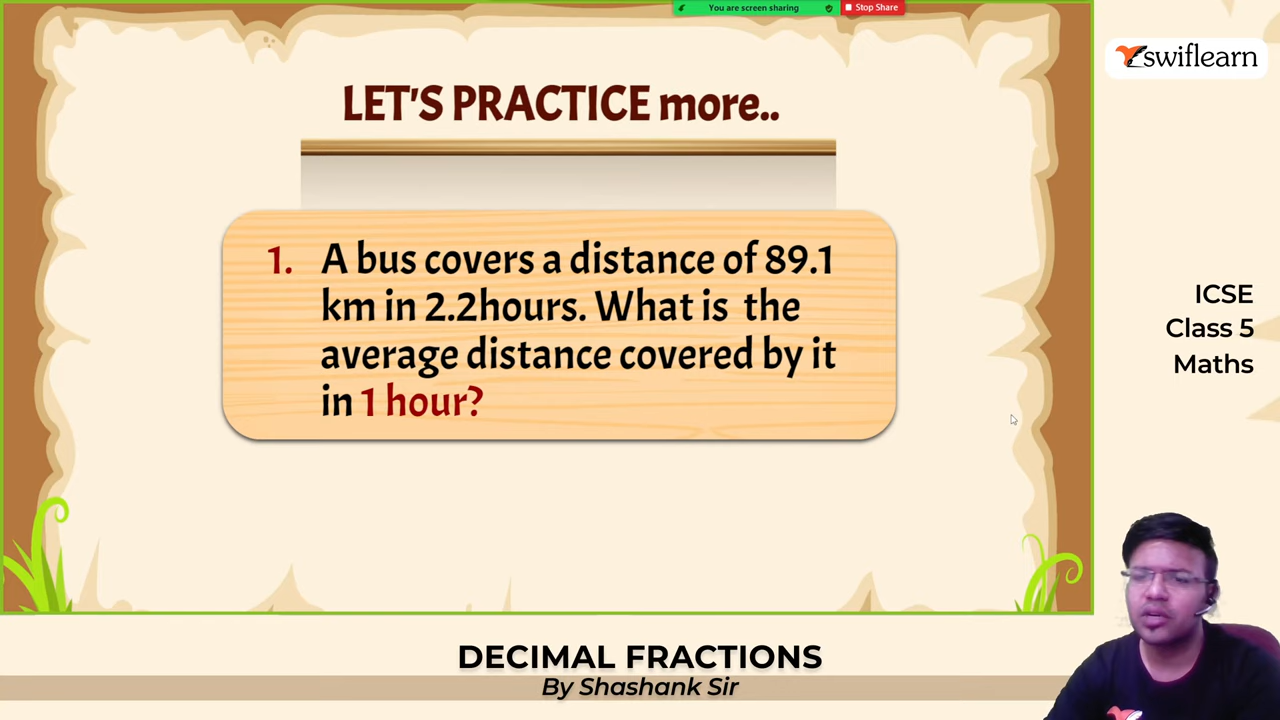 You are screen sharing
Stop Share
swiflearn
LET'S PRACTICE more..
1. A bus covers a distance of 89.1
km in 2.2hours. What is the
average distance covered by it
in 1 hour?
ICSE
Class 5
Maths
DECIMAL FRACTIONS
By Shashank Sir